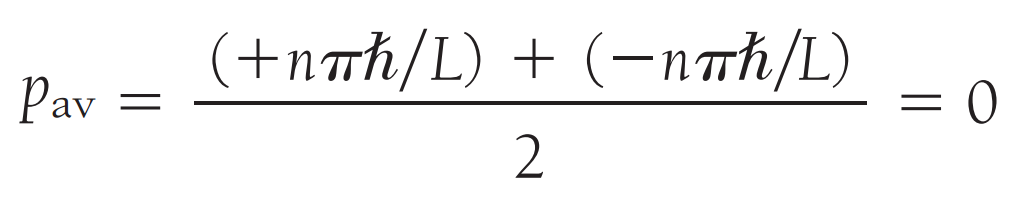 p_av = ((+nπħ/L) + (−nπħ/L))/2 = 0